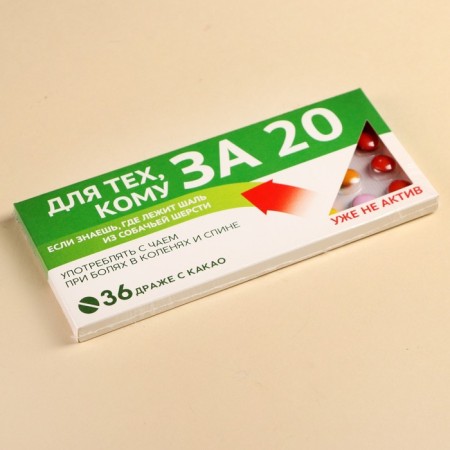 ДЛЯ ТЕХ,
КОМУ
ЗА 20
ЕСЛИ ЗНАЕШЬ, ГДЕ ЛЕЖИТ ШАЛЬ
ИЗ СОБАЧЬЕЙ ШЕРСТИ
УПОТРЕБЛЯТЬ С ЧАЕМ
ПРИ БОЛЯХ В КОЛЕНЯХ И СПИНЕ
36 ДРАЖЕ С КАКАО
УЖЕ НЕ АКТИВ